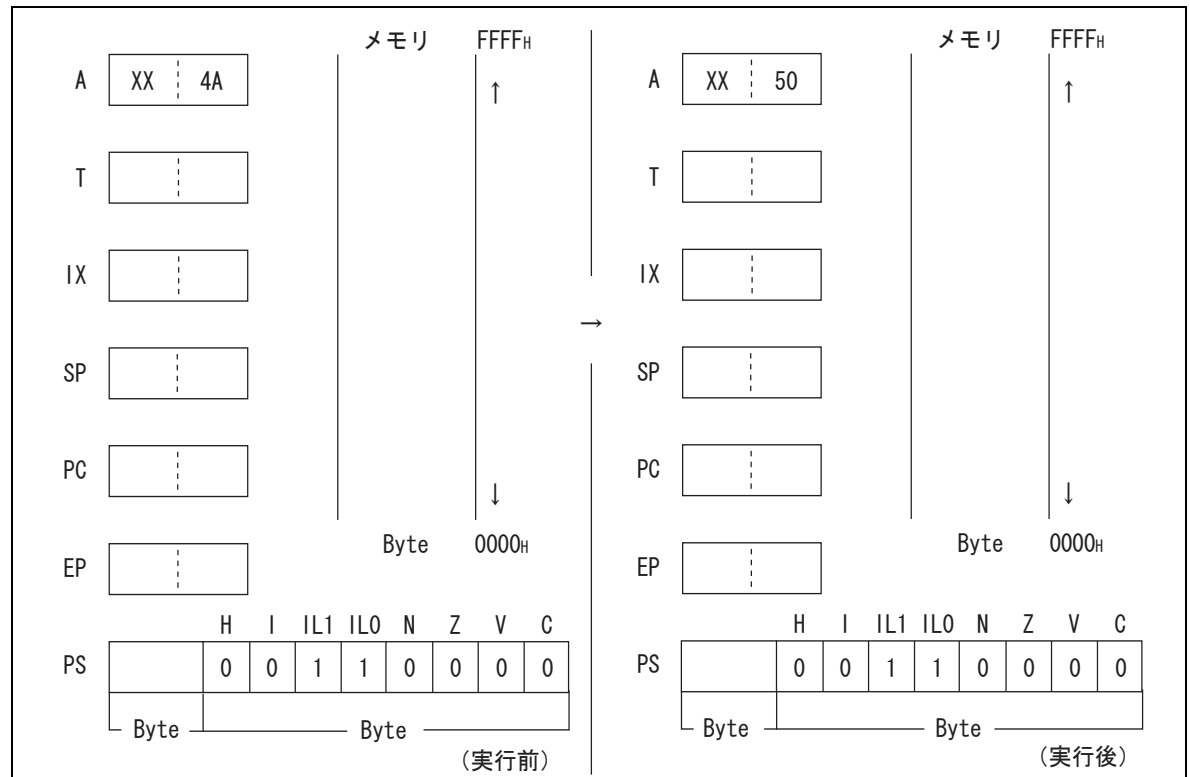 メモリ FFFFH
A XX 4A
↑
T
IX
SP
PC
↓
Byte 0000H
EP
H I IL1 IL0 N Z V C
PS 0 0 1 1 0 0 0 0
Byte Byte
(実行前)
→
メモリ FFFFH
A XX 50
↑
T
IX
SP
PC
↓
Byte 0000H
EP
H I IL1 IL0 N Z V C
PS 0 0 1 1 0 0 0 0
Byte Byte
(実行後)